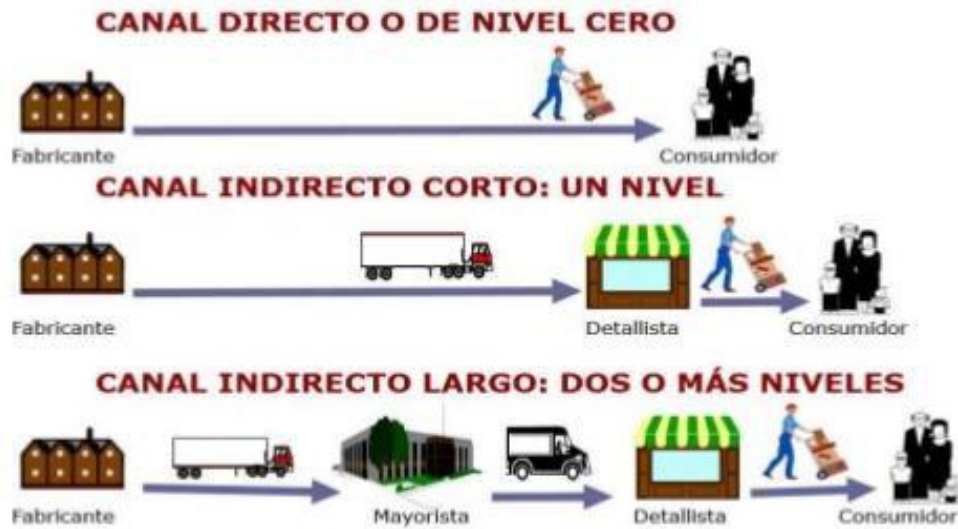 CANAL DIRECTO O DE NIVEL CERO
Fabricante
Consumidor
CANAL INDIRECTO CORTO: UN NIVEL
Fabricante
Detallista
Consumidor
CANAL INDIRECTO LARGO: DOS O MÁS NIVELES
Fabricante
Mayorista
Detallista
Consumidor